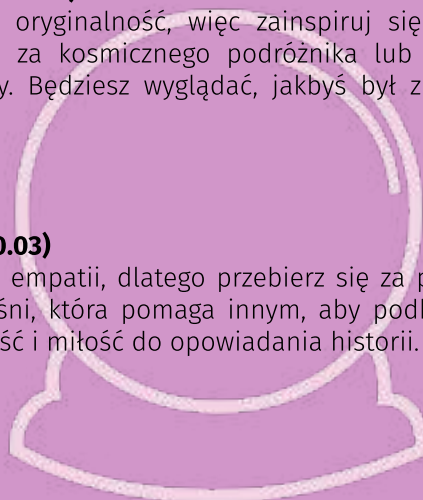 oryginalność, więc zainspiruj się
za kosmicznego podróżnika lub
y. Będziesz wyglądać, jakbyś był z
0.03)
empatii, dlatego przebierz się za p
śni, która pomaga innym, aby pod
ść i miłość do opowiadania historii.